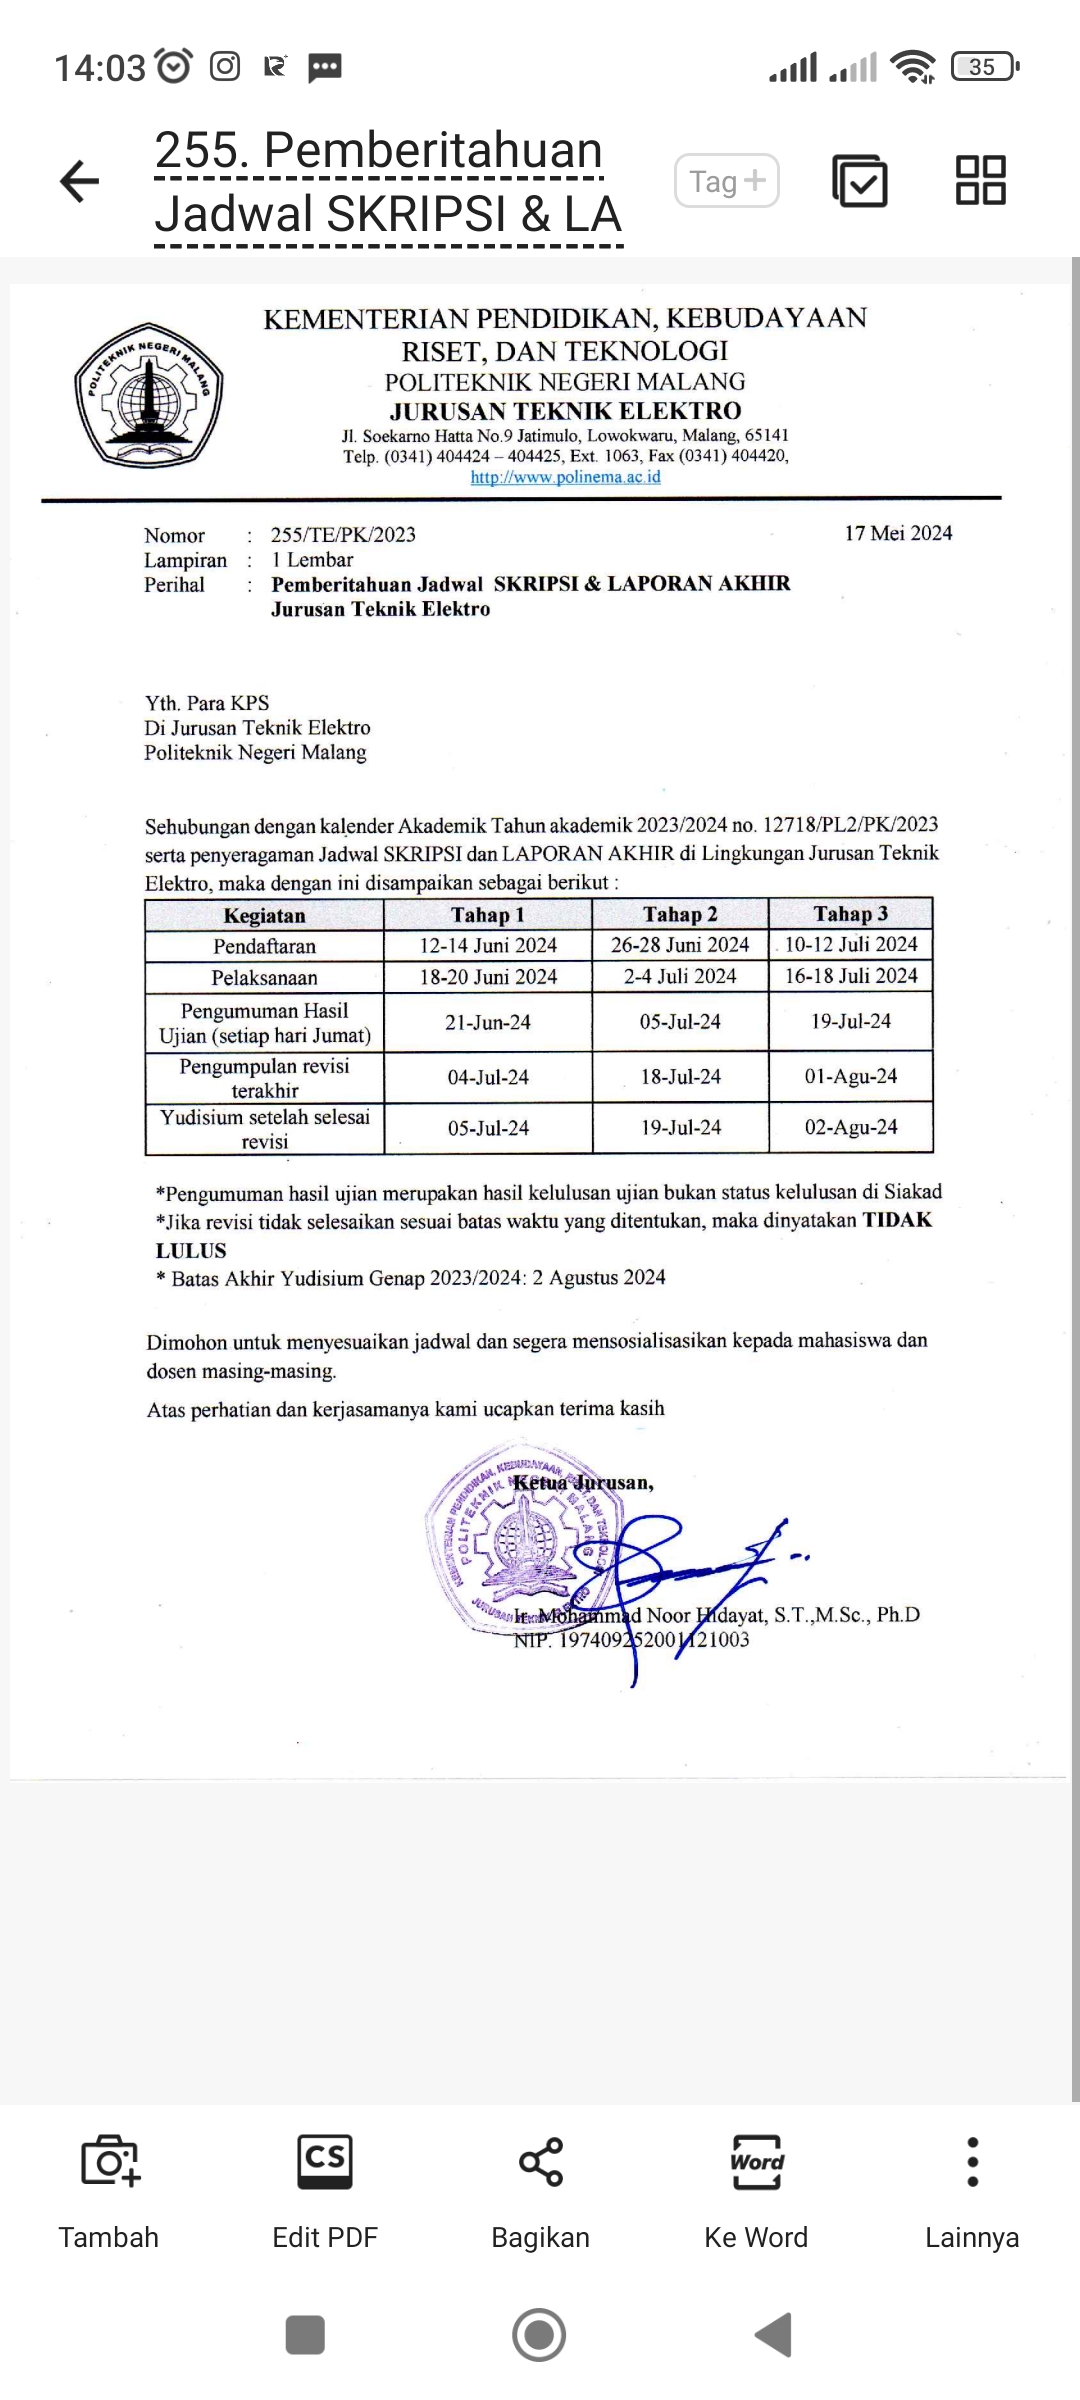 14:03
35
255. Pemberitahuan
Jadwal SKRIPSI & LA
Tag+
POLITEKNIK NEGERI MALANG
KEMENTERIAN PENDIDIKAN, KEBUDAYAAN
RISET, DAN TEKNOLOGI
POLITEKNIK NEGERI MALANG
JURUSAN TEKNIK ELEKTRO
Jl. Soekarno Hatta No.9 Jatimulo, Lowokwaru, Malang, 65141
Telp. (0341) 404424 – 404425, Ext. 1063, Fax (0341) 404420,
http://www.polinema.ac.id
Nomor : 255/TE/PK/2023 17 Mei 2024
Lampiran : 1 Lembar
Perihal : Pemberitahuan Jadwal SKRIPSI & LAPORAN AKHIR
Jurusan Teknik Elektro
Yth. Para KPS
Di Jurusan Teknik Elektro
Politeknik Negeri Malang
Sehubungan dengan kalender Akademik Tahun akademik 2023/2024 no. 12718/PL2/PK/2023
serta penyeragaman Jadwal SKRIPSI dan LAPORAN AKHIR di Lingkungan Jurusan Teknik
Elektro, maka dengan ini disampaikan sebagai berikut :
Kegiatan Tahap 1 Tahap 2 Tahap 3
Pendaftaran 12-14 Juni 2024 26-28 Juni 2024 10-12 Juli 2024
Pelaksanaan 18-20 Juni 2024 2-4 Juli 2024 16-18 Juli 2024
Pengumuman Hasil
Ujian (setiap hari Jumat) 21-Jun-24 05-Jul-24 19-Jul-24
Pengumpulan revisi
terakhir 04-Jul-24 18-Jul-24 01-Agu-24
Yudisium setelah selesai
revisi 05-Jul-24 19-Jul-24 02-Agu-24
*Pengumuman hasil ujian merupakan hasil kelulusan ujian bukan status kelulusan di Siakad
*Jika revisi tidak selesaikan sesuai batas waktu yang ditentukan, maka dinyatakan TIDAK
LULUS
* Batas Akhir Yudisium Genap 2023/2024: 2 Agustus 2024
Dimohon untuk menyesuaikan jadwal dan segera mensosialisasikan kepada mahasiswa dan
dosen masing-masing.
Atas perhatian dan kerjasamanya kami ucapkan terima kasih
Ketua Jurusan,
KEMENTERIAN PENDIDIKAN, KEBUDAYAAN, RISET, DAN TEKNOLOGI
POLITEKNIK NEGERI MALANG
JURUSAN TEKNIK ELEKTRO
Ir. Mohammad Noor Hidayat, S.T.,M.Sc., Ph.D
NIP. 197409252001121003
Tambah
CS
Edit PDF
Bagikan
Word
Ke Word
Lainnya